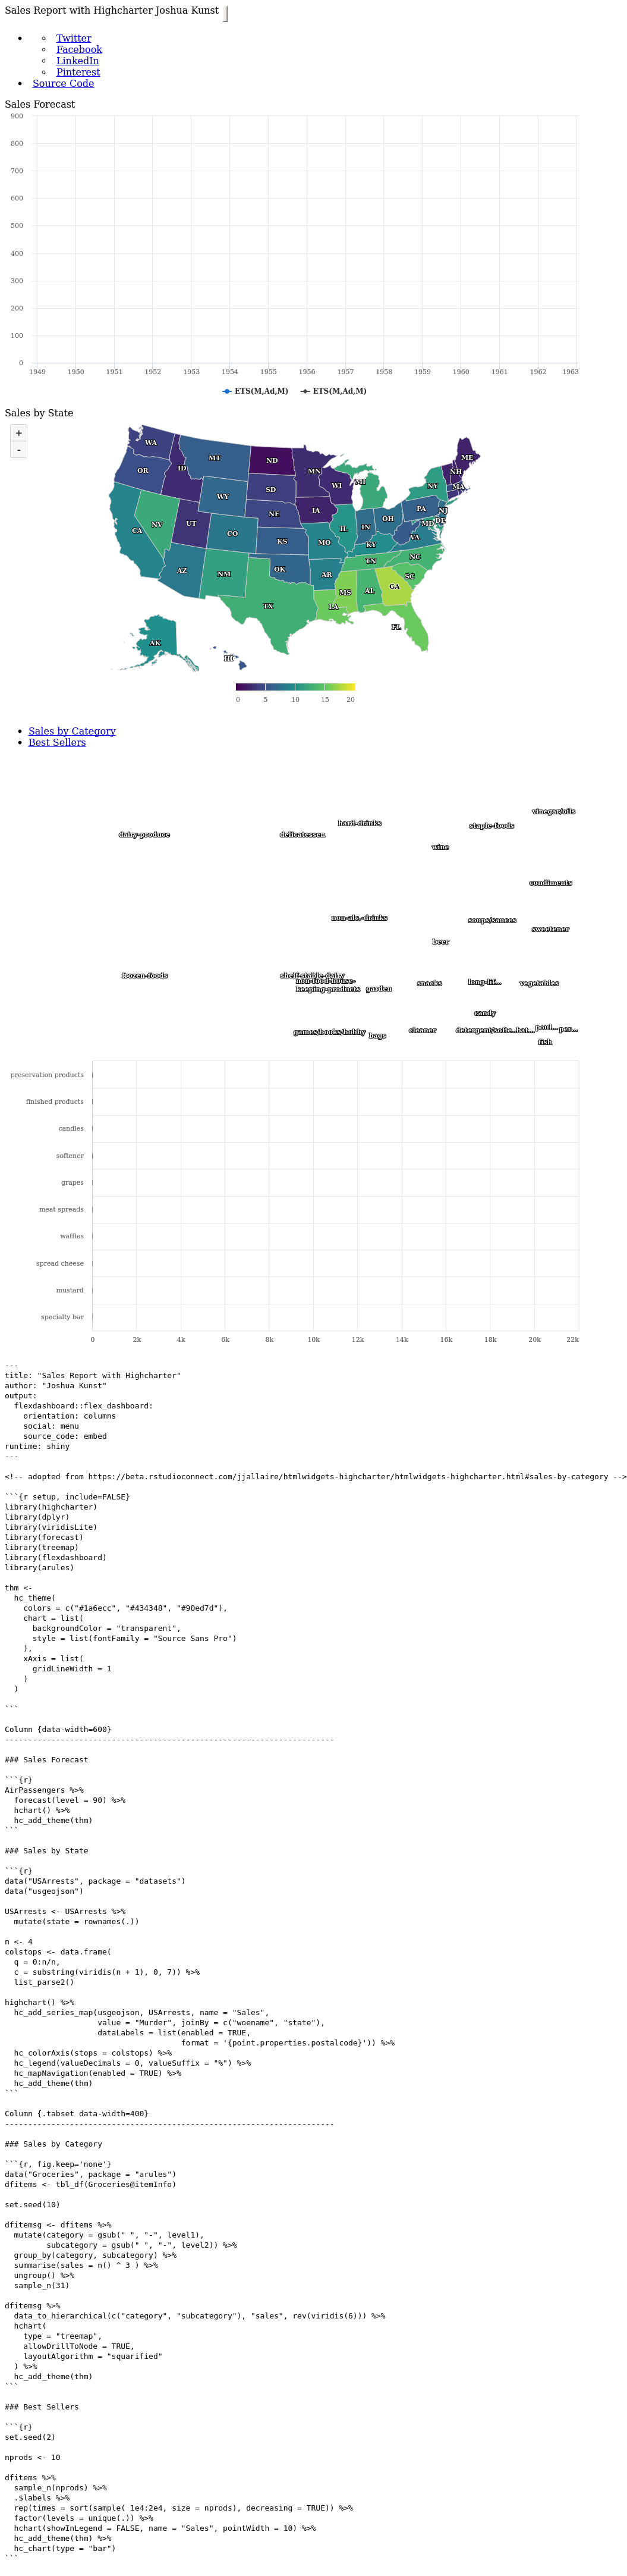 Sales Report with Highcharter Joshua Kunst
Twitter
Facebook
LinkedIn
Pinterest
Source Code
Sales Forecast
900
800
700
600
500
400
300
200
100
0
1949 1950 1951 1952 1953 1954 1955 1956 1957 1958 1959 1960 1961 1962 1963
ETS(M,Ad,M) ETS(M,Ad,M)
Sales by State
+
-
WA
OR
ID
MT
ND
MN
WI
MI
ME
NH
NY
MA
WY
SD
IA
NE
NV
UT
CO
CA
KS
MO
IL
IN
OH
PA
NJ
MD
DE
VA
KY
AZ
NM
OK
AR
TN
NC
SC
TX
LA
MS
AL
GA
FL
AK
HI
0 5 10 15 20
Sales by Category
Best Sellers
vinegar/oils
hard-drinks
staple-foods
dairy-produce
delicatessen
wine
condiments
non-alc.-drinks
soups/sauces
sweetener
beer
frozen-foods
shelf-stable-dairy
non-food-house-
keeping-products
garden
snacks
long-lif...
vegetables
candy
games/books/hobby
bags
cleaner
detergent/softe...
bat...
poul...
per...
fish
preservation products
finished products
candles
softener
grapes
meat spreads
waffles
spread cheese
mustard
specialty bar
0 2k 4k 6k 8k 10k 12k 14k 16k 18k 20k 22k
---
title: "Sales Report with Highcharter"
author: "Joshua Kunst"
output:
  flexdashboard::flex_dashboard:
    orientation: columns
    social: menu
    source_code: embed
runtime: shiny
---
<!-- adopted from https://beta.rstudioconnect.com/jjallaire/htmlwidgets-highcharter/htmlwidgets-highcharter.html#sales-by-category -->
```{r setup, include=FALSE}
library(highcharter)
library(dplyr)
library(viridisLite)
library(forecast)
library(treemap)
library(flexdashboard)
library(arules)
thm <-
  hc_theme(
    colors = c("#1a6ecc", "#434348", "#90ed7d"),
    chart = list(
      backgroundColor = "transparent",
      style = list(fontFamily = "Source Sans Pro")
    ),
    xAxis = list(
      gridLineWidth = 1
    )
  )
```
Column {data-width=600}
-----------------------------------------------------------------------
### Sales Forecast
```{r}
AirPassengers %>%
  forecast(level = 90) %>%
  hchart() %>%
  hc_add_theme(thm)
```
### Sales by State
```{r}
data("USArrests", package = "datasets")
data("usgeojson")
USArrests <- USArrests %>%
  mutate(state = rownames(.))
n <- 4
colstops <- data.frame(
  q = 0:n/n,
  c = substring(viridis(n + 1), 0, 7)) %>%
  list_parse2()
highchart() %>%
  hc_add_series_map(usgeojson, USArrests, name = "Sales",
                    value = "Murder", joinBy = c("woename", "state"),
                    dataLabels = list(enabled = TRUE,
                                      format = '{point.properties.postalcode}')) %>%
  hc_colorAxis(stops = colstops) %>%
  hc_legend(valueDecimals = 0, valueSuffix = "%") %>%
  hc_mapNavigation(enabled = TRUE) %>%
  hc_add_theme(thm)
```
Column {.tabset data-width=400}
-----------------------------------------------------------------------
### Sales by Category
```{r, fig.keep='none'}
data("Groceries", package = "arules")
dfitems <- tbl_df(Groceries@itemInfo)
set.seed(10)
dfitemsg <- dfitems %>%
  mutate(category = gsub(" ", "-", level1),
         subcategory = gsub(" ", "-", level2)) %>%
  group_by(category, subcategory) %>%
  summarise(sales = n() ^ 3 ) %>%
  ungroup() %>%
  sample_n(31)
dfitemsg %>%
  data_to_hierarchical(c("category", "subcategory"), "sales", rev(viridis(6))) %>%
  hchart(
    type = "treemap",
    allowDrillToNode = TRUE,
    layoutAlgorithm = "squarified"
  ) %>%
  hc_add_theme(thm)
```
### Best Sellers
```{r}
set.seed(2)
nprods <- 10
dfitems %>%
  sample_n(nprods) %>%
  .$labels %>%
  rep(times = sort(sample( 1e4:2e4, size = nprods), decreasing = TRUE)) %>%
  factor(levels = unique(.)) %>%
  hchart(showInLegend = FALSE, name = "Sales", pointWidth = 10) %>%
  hc_add_theme(thm) %>%
  hc_chart(type = "bar")
```